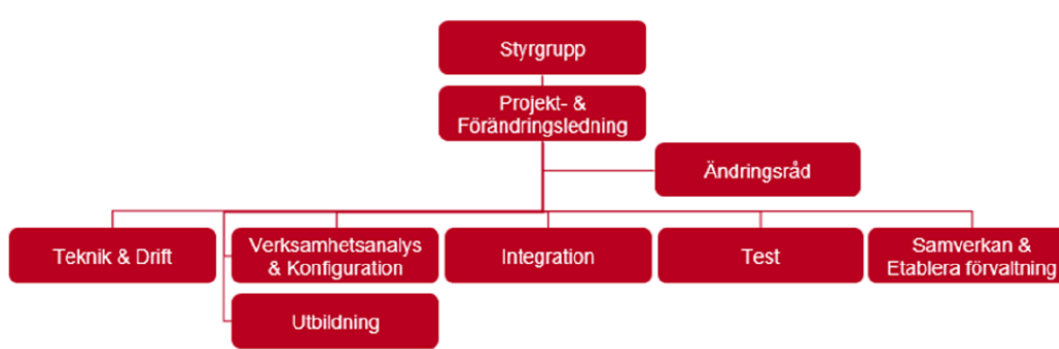 Styrgrupp
Projekt- &
Förändringsledning
Ändringsråd
Teknik & Drift
Verksamhetsanalys
& Konfiguration
Integration
Test
Samverkan &
Etablera förvaltning
Utbildning